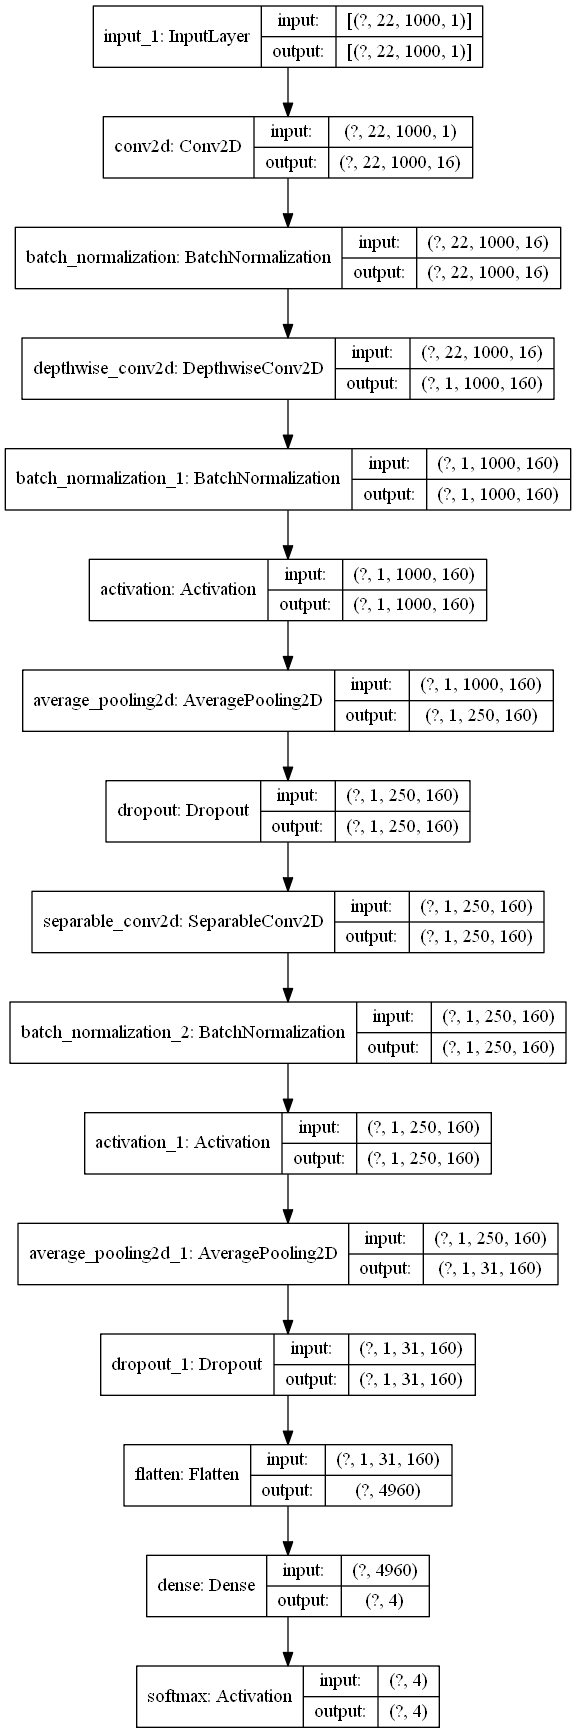 input_1: InputLayer
input: [(?, 22, 1000, 1)]
output: [(?, 22, 1000, 1)]
conv2d: Conv2D
input: (?, 22, 1000, 1)
output: (?, 22, 1000, 16)
batch_normalization: BatchNormalization
input: (?, 22, 1000, 16)
output: (?, 22, 1000, 16)
depthwise_conv2d: DepthwiseConv2D
input: (?, 22, 1000, 16)
output: (?, 1, 1000, 160)
batch_normalization_1: BatchNormalization
input: (?, 1, 1000, 160)
output: (?, 1, 1000, 160)
activation: Activation
input: (?, 1, 1000, 160)
output: (?, 1, 1000, 160)
average_pooling2d: AveragePooling2D
input: (?, 1, 1000, 160)
output: (?, 1, 250, 160)
dropout: Dropout
input: (?, 1, 250, 160)
output: (?, 1, 250, 160)
separable_conv2d: SeparableConv2D
input: (?, 1, 250, 160)
output: (?, 1, 250, 160)
batch_normalization_2: BatchNormalization
input: (?, 1, 250, 160)
output: (?, 1, 250, 160)
activation_1: Activation
input: (?, 1, 250, 160)
output: (?, 1, 250, 160)
average_pooling2d_1: AveragePooling2D
input: (?, 1, 250, 160)
output: (?, 1, 31, 160)
dropout_1: Dropout
input: (?, 1, 31, 160)
output: (?, 1, 31, 160)
flatten: Flatten
input: (?, 1, 31, 160)
output: (?, 4960)
dense: Dense
input: (?, 4960)
output: (?, 4)
softmax: Activation
input: (?, 4)
output: (?, 4)